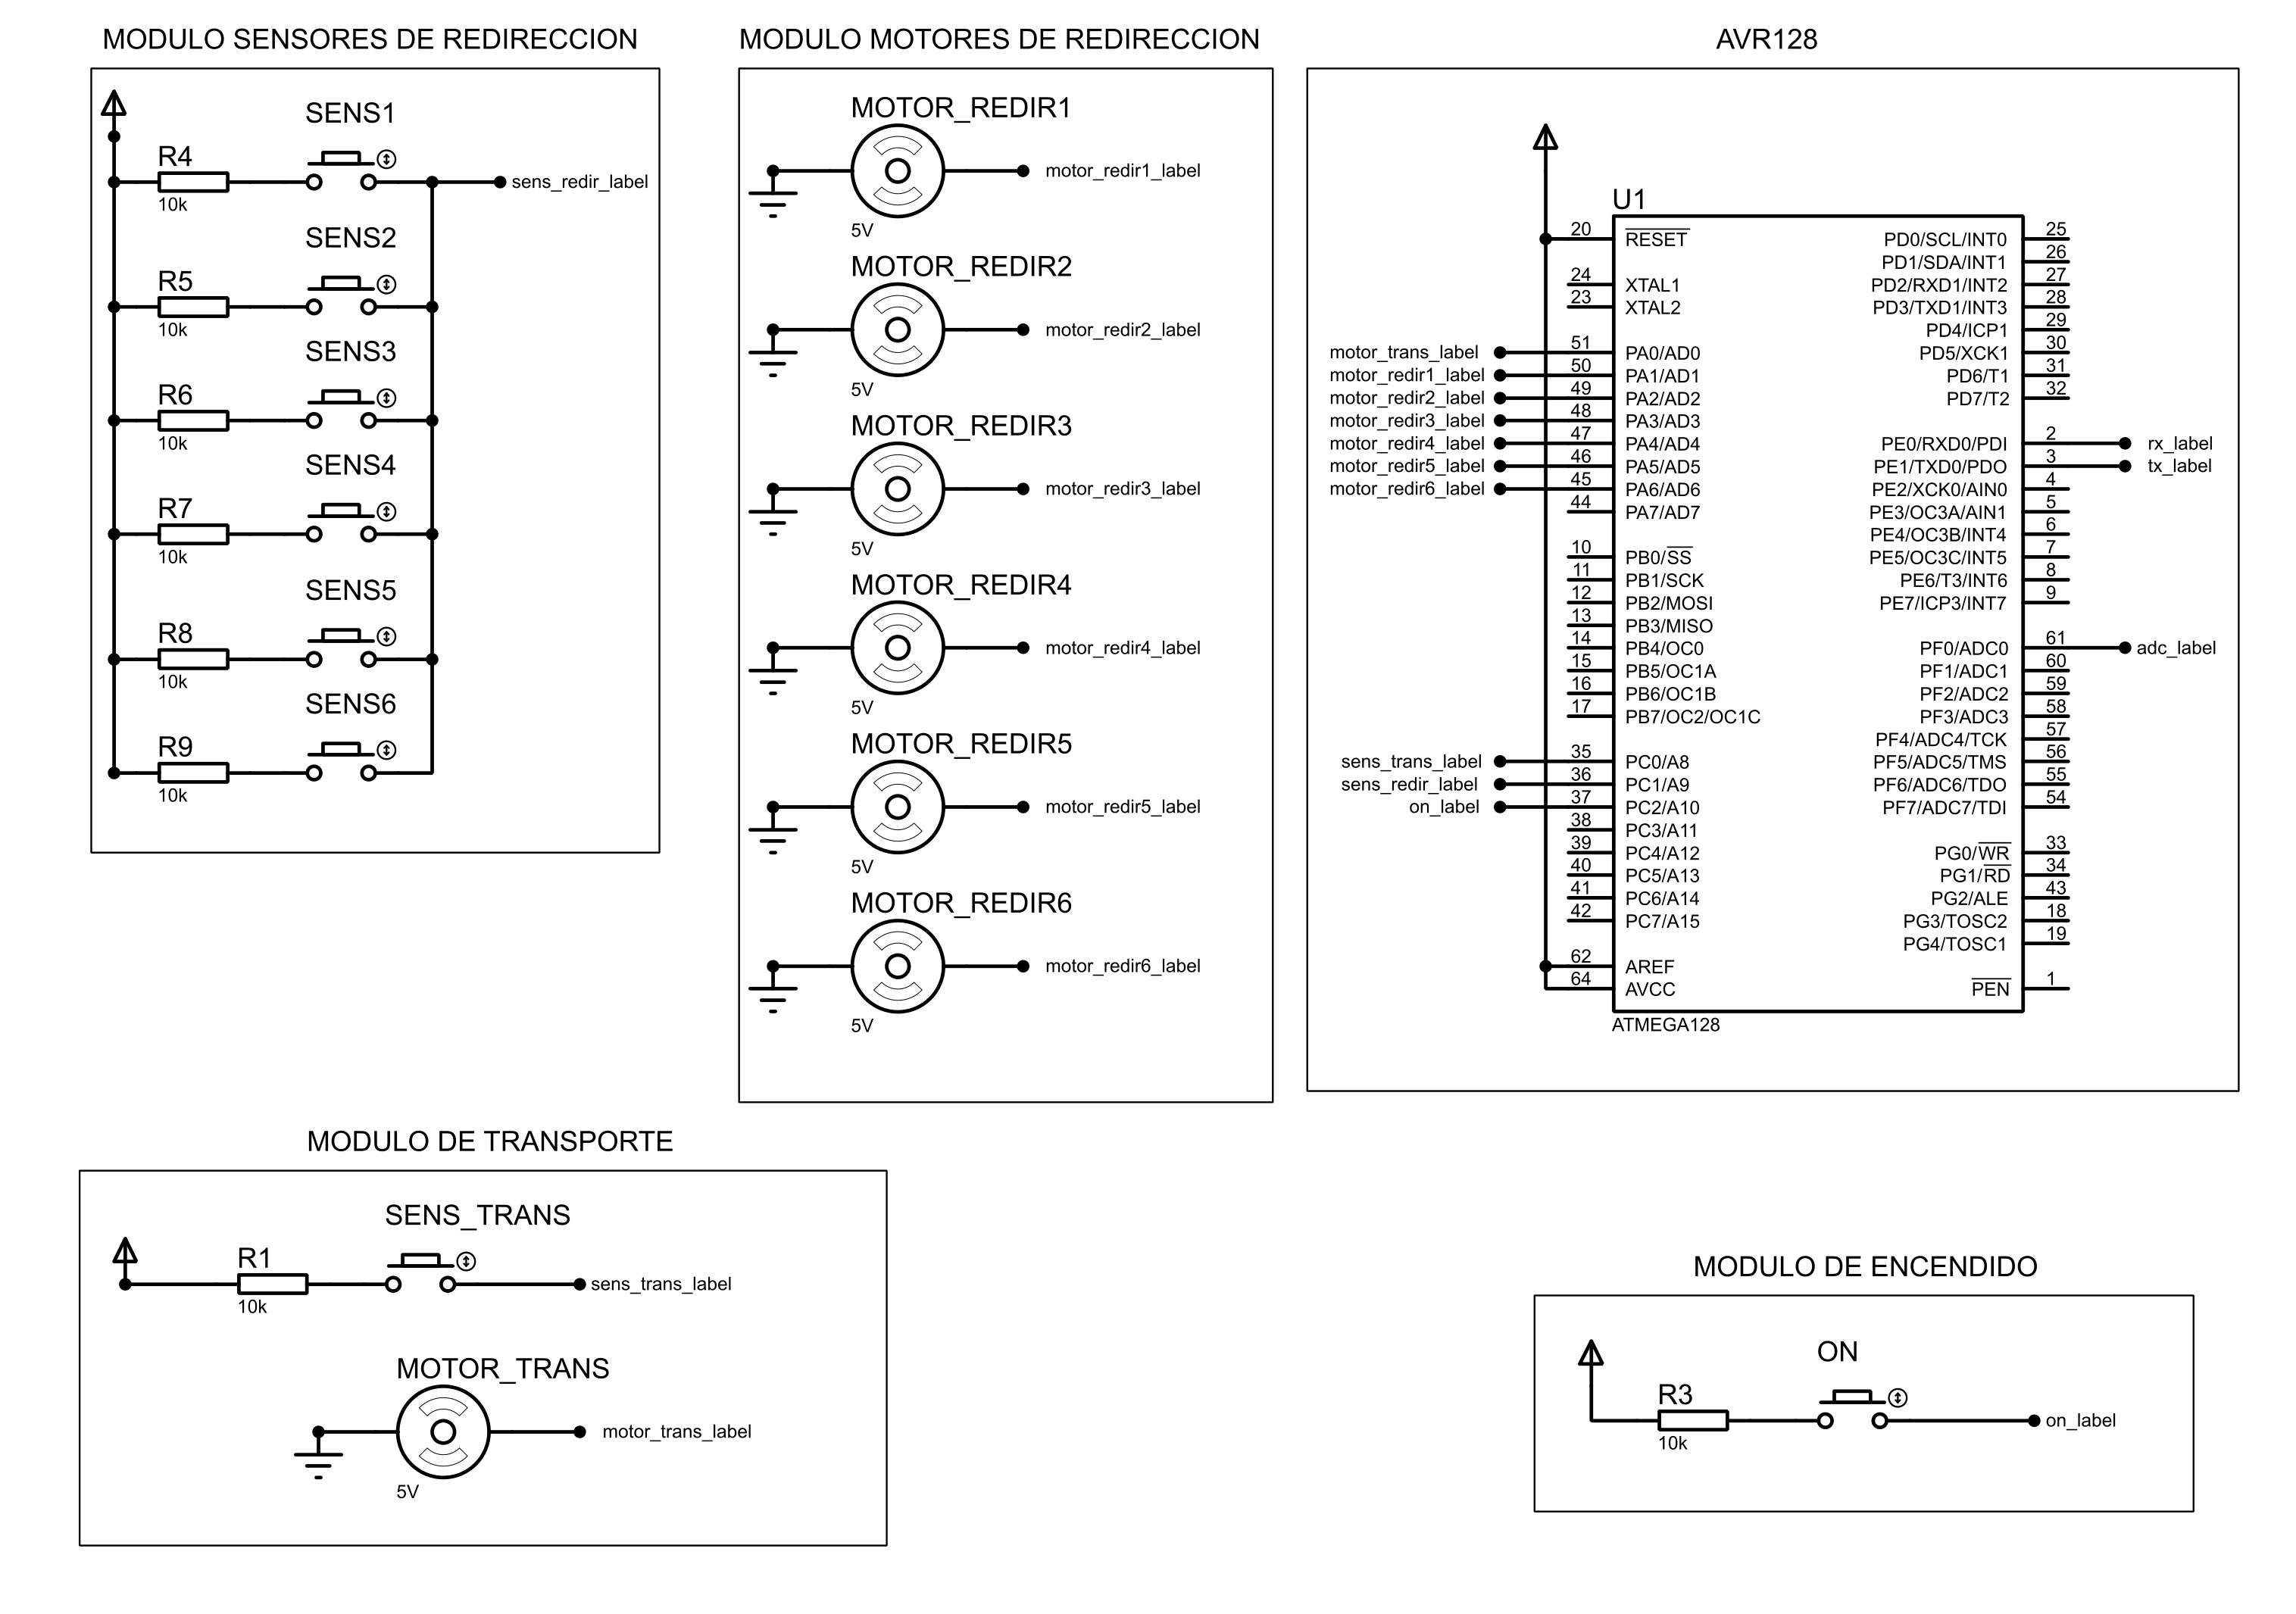 MODULO SENSORES DE REDIRECCION
SENS1
R4
10k
sens_redir_label
SENS2
R5
10k
SENS3
R6
10k
SENS4
R7
10k
SENS5
R8
10k
SENS6
R9
10k
MODULO MOTORES DE REDIRECCION
MOTOR_REDIR1
motor_redir1_label
5V
MOTOR_REDIR2
motor_redir2_label
5V
MOTOR_REDIR3
motor_redir3_label
5V
MOTOR_REDIR4
motor_redir4_label
5V
MOTOR_REDIR5
motor_redir5_label
5V
MOTOR_REDIR6
motor_redir6_label
5V
AVR128
U1
20 RESET PD0/SCL/INT0 25
PD1/SDA/INT1 26
24 XTAL1 PD2/RXD1/INT2 27
23 XTAL2 PD3/TXD1/INT3 28
PD4/ICP1 29
motor_trans_label 51 PA0/AD0 PD5/XCK1 30
motor_redir1_label 50 PA1/AD1 PD6/T1 31
motor_redir2_label 49 PA2/AD2 PD7/T2 32
motor_redir3_label 48 PA3/AD3
motor_redir4_label 47 PA4/AD4 PE0/RXD0/PDI 2 rx_label
motor_redir5_label 46 PA5/AD5 PE1/TXD0/PDO 3 tx_label
motor_redir6_label 45 PA6/AD6 PE2/XCK0/AIN0 4
44 PA7/AD7 PE3/OC3A/AIN1 5
PE4/OC3B/INT4 6
10 PB0/SS PE5/OC3C/INT5 7
11 PB1/SCK PE6/T3/INT6 8
12 PB2/MOSI PE7/ICP3/INT7 9
13 PB3/MISO
14 PB4/OC0 PF0/ADC0 61 adc_label
15 PB5/OC1A PF1/ADC1 60
16 PB6/OC1B PF2/ADC2 59
17 PB7/OC2/OC1C PF3/ADC3 58
PF4/ADC4/TCK 57
sens_trans_label 35 PC0/A8 PF5/ADC5/TMS 56
sens_redir_label 36 PC1/A9 PF6/ADC6/TDO 55
on_label 37 PC2/A10 PF7/ADC7/TDI 54
38 PC3/A11
39 PC4/A12 PG0/WR 33
40 PC5/A13 PG1/RD 34
41 PC6/A14 PG2/ALE 43
42 PC7/A15 PG3/TOSC2 18
PG4/TOSC1 19
62 AREF
64 AVCC PEN 1
ATMEGA128
MODULO DE TRANSPORTE
SENS_TRANS
R1
10k
sens_trans_label
MOTOR_TRANS
motor_trans_label
5V
MODULO DE ENCENDIDO
ON
R3
10k
on_label